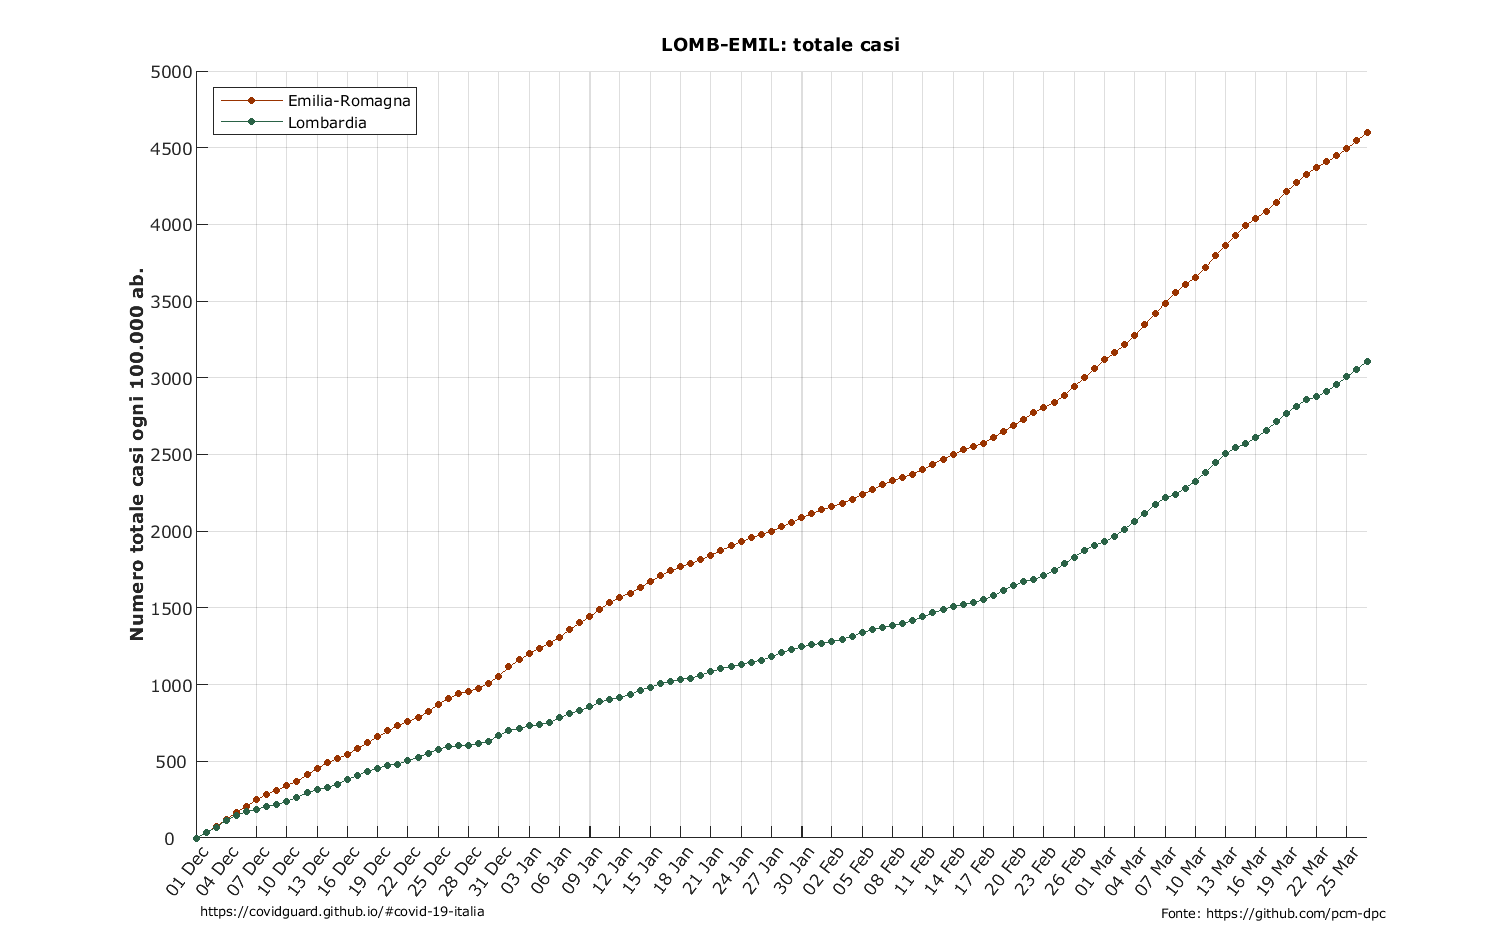 LOMB-EMIL: totale casi
Emilia-Romagna
Lombardia
Numero totale casi ogni 100.000 ab.
5000
4500
4000
3500
3000
2500
2000
1500
1000
500
0
01 Dec
04 Dec
07 Dec
10 Dec
13 Dec
16 Dec
19 Dec
22 Dec
25 Dec
28 Dec
31 Dec
03 Jan
06 Jan
09 Jan
12 Jan
15 Jan
18 Jan
21 Jan
24 Jan
27 Jan
30 Jan
02 Feb
05 Feb
08 Feb
11 Feb
14 Feb
17 Feb
20 Feb
23 Feb
26 Feb
01 Mar
04 Mar
07 Mar
10 Mar
13 Mar
16 Mar
19 Mar
22 Mar
25 Mar
https://covidguard.github.io/#covid-19-italia
Fonte: https://github.com/pcm-dpc